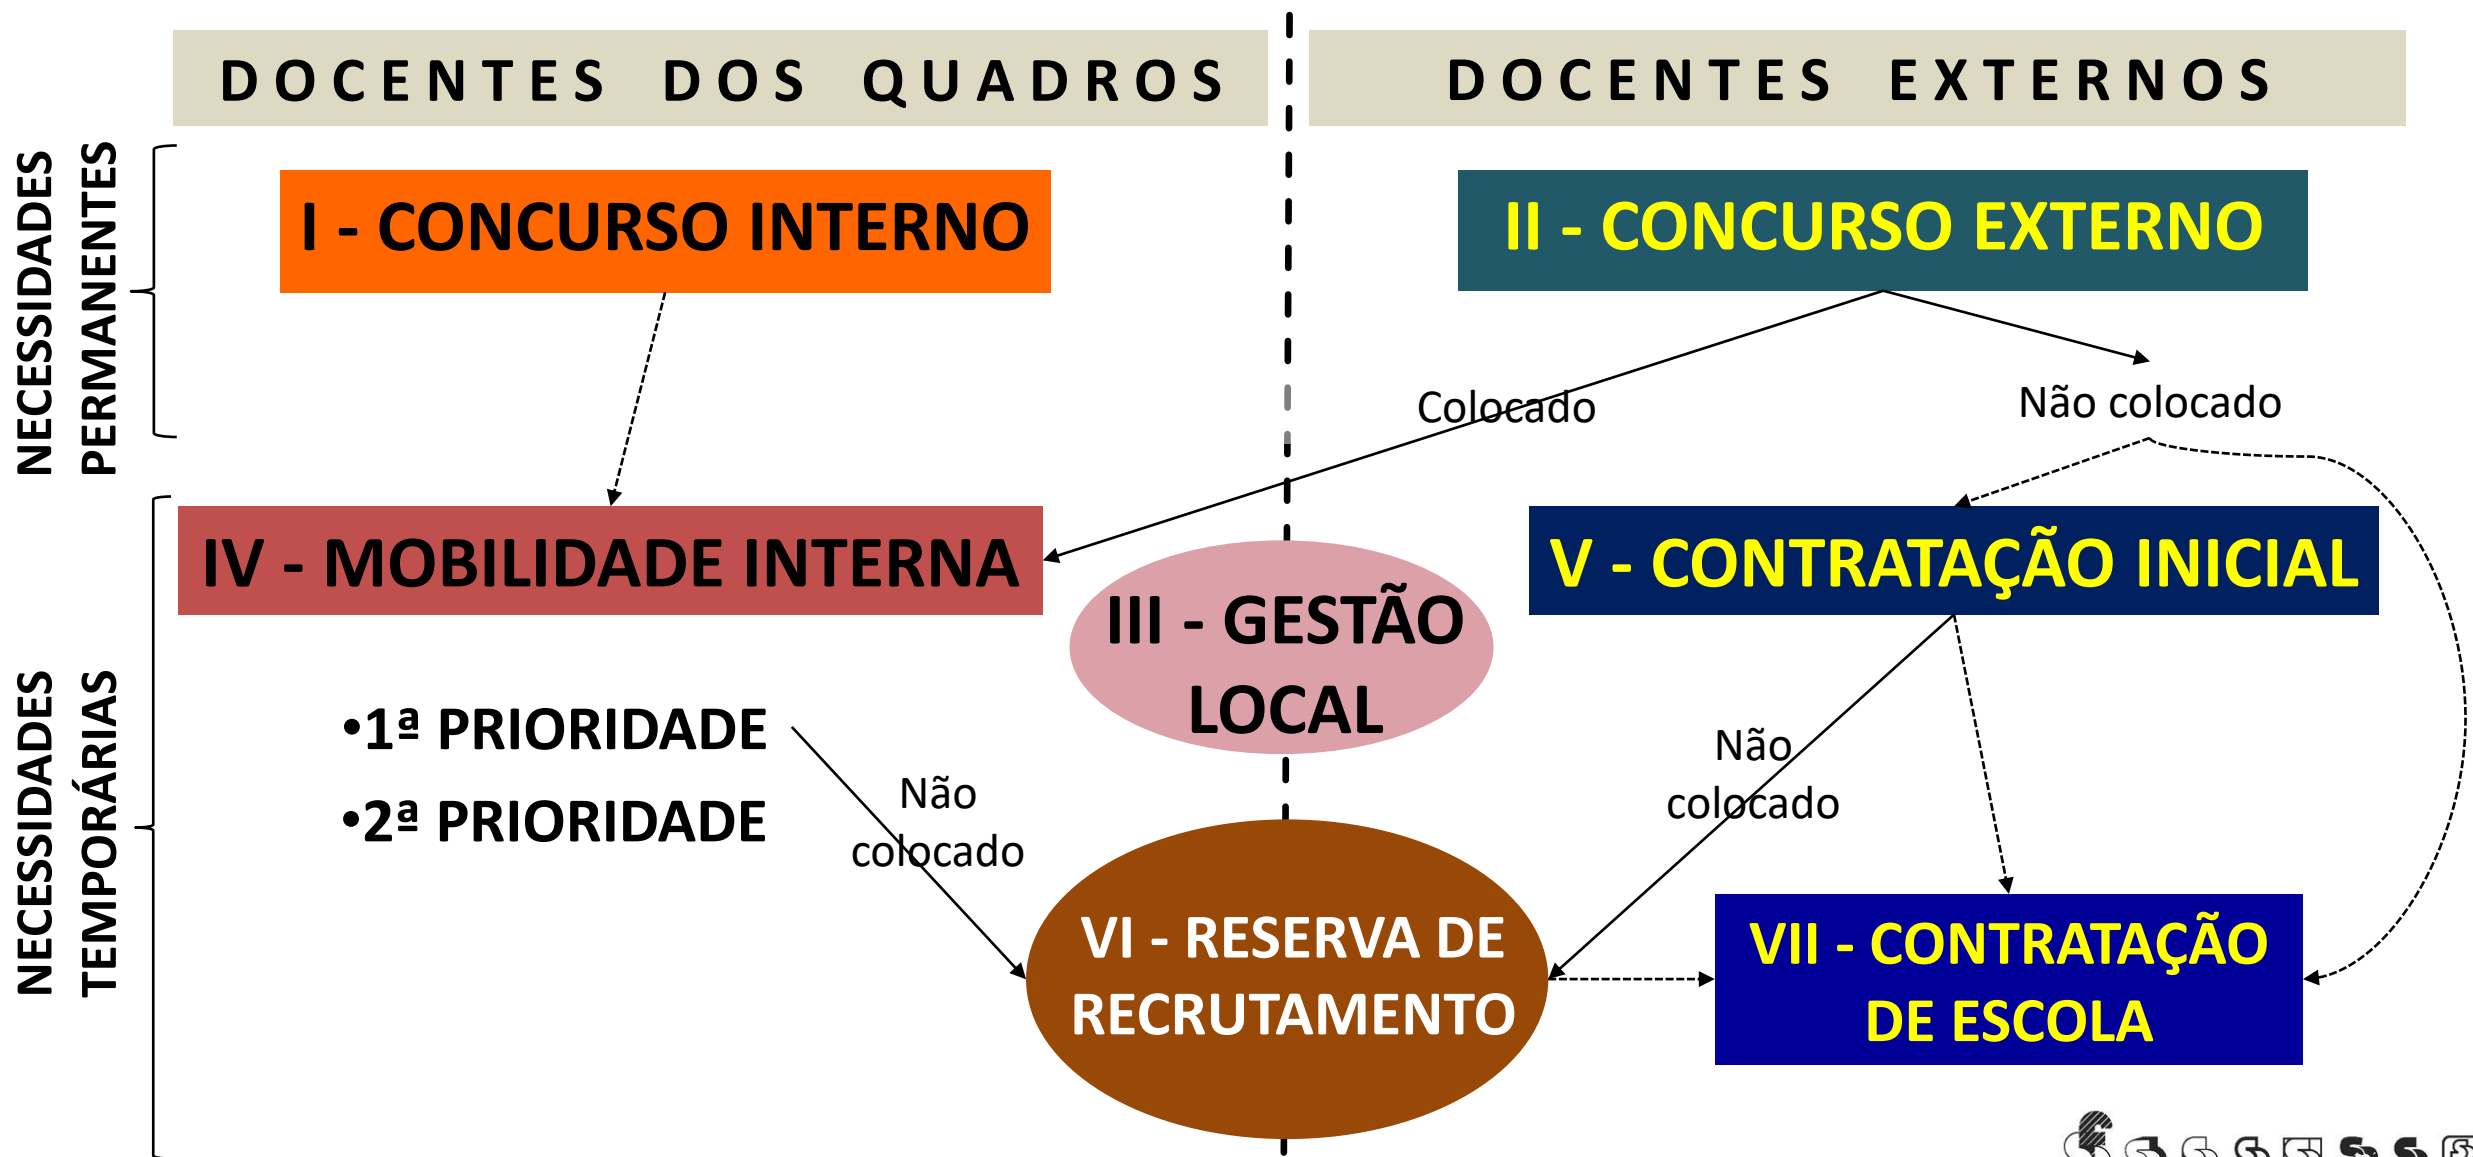 DOCENTES DOS QUADROS
DOCENTES EXTERNOS
NECESSIDADES
PERMANENTES
I - CONCURSO INTERNO
II - CONCURSO EXTERNO
Colocado
Não colocado
NECESSIDADES
TEMPORÁRIAS
IV - MOBILIDADE INTERNA
III - GESTÃO
LOCAL
V - CONTRATAÇÃO INICIAL
•1ª PRIORIDADE
•2ª PRIORIDADE
Não
colocado
Não
colocado
VI - RESERVA DE
RECRUTAMENTO
VII - CONTRATAÇÃO
DE ESCOLA